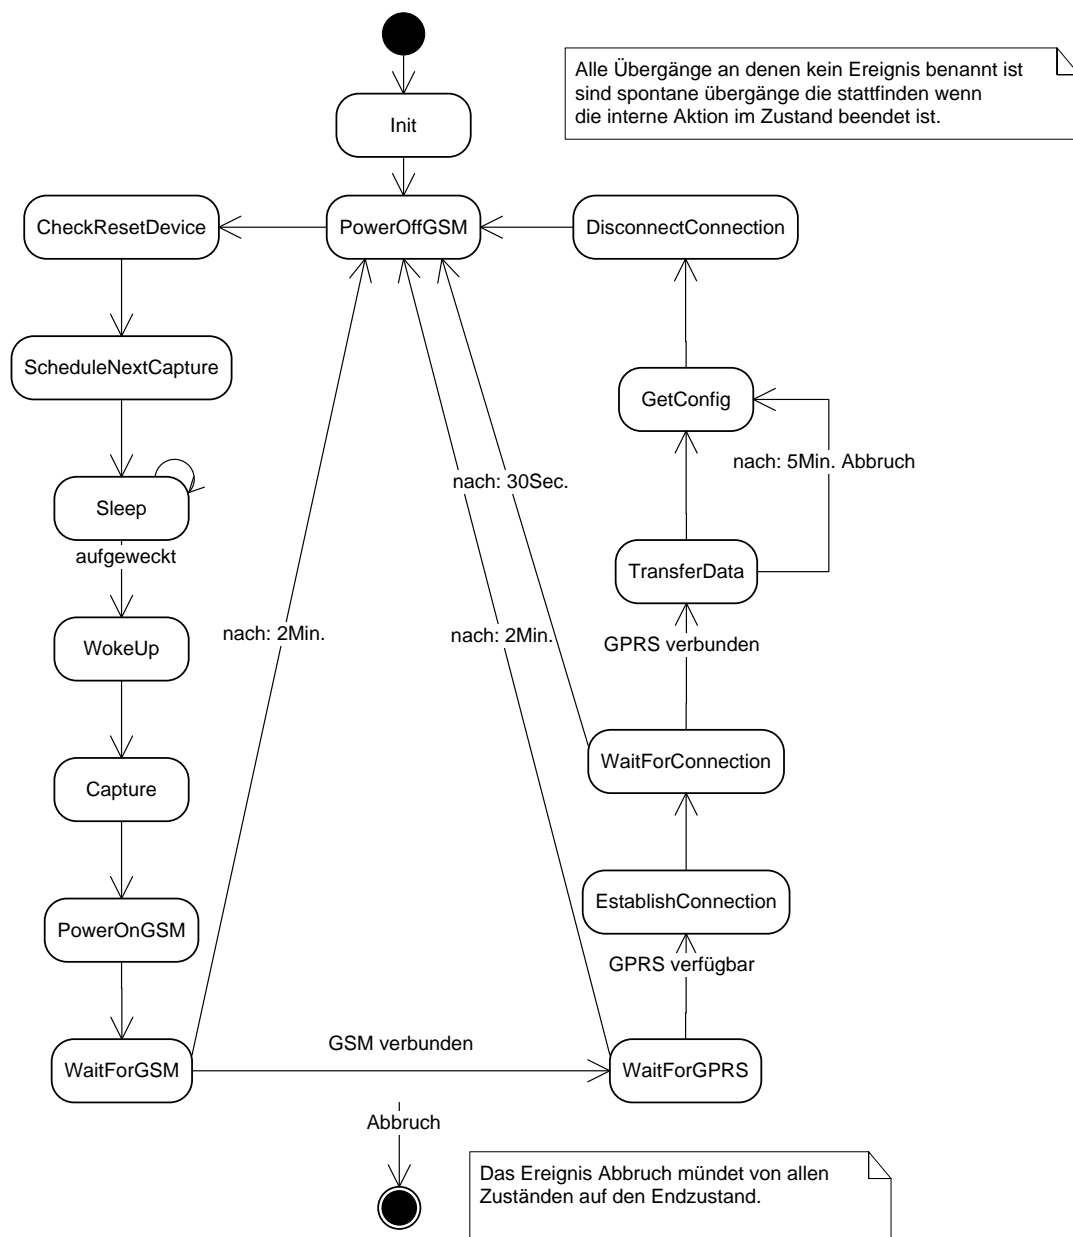 Alle Übergänge an denen kein Ereignis benannt ist
sind spontane übergänge die stattfinden wenn
die interne Aktion im Zustand beendet ist.
Init
CheckResetDevice
PowerOffGSM
DisconnectConnection
ScheduleNextCapture
GetConfig
nach: 5Min. Abbruch
nach: 30Sec.
Sleep
aufgeweckt
TransferData
WokeUp
nach: 2Min.
nach: 2Min.
GPRS verbunden
WaitForConnection
Capture
EstablishConnection
PowerOnGSM
GPRS verfügbar
GSM verbunden
WaitForGSM
WaitForGPRS
Abbruch
Das Ereignis Abbruch mündet von allen
Zuständen auf den Endzustand.